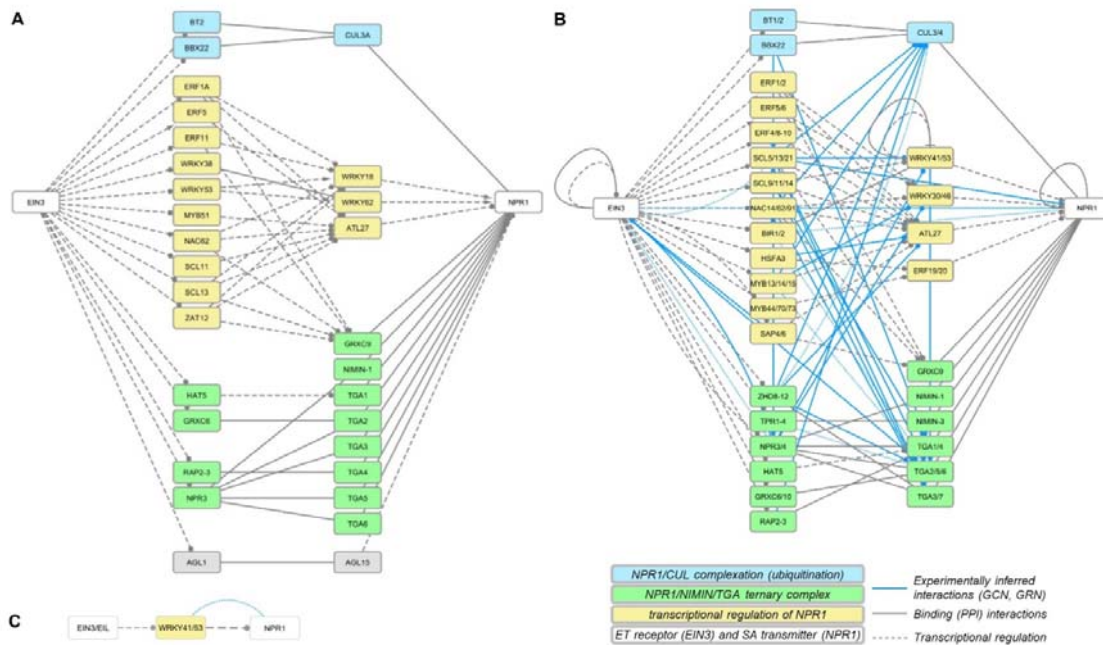 A
BT2
BBX22
CUL3A
ERF1A
ERF5
ERF11
WRKY38
WRKY53
MYB51
NAC62
SCL11
SCL13
ZAT12
WRKY18
WRKY62
ATL27
EIN3
NPR1
GRXC9
NIMIN-1
HAT5
TGA1
GRXC6
TGA2
TGA3
RAP2-3
TGA4
NPR3
TGA5
TGA6
AGL1
AGL15
B
BT1/2
BBX22
CUL3/4
ERF1/2
ERF5/6
ERF4/8-10
SCL5/13/21
SCL9/11/14
NAC14/62/91
BIR1/2
HSFA3
MYB13/14/15
MYB44/70/73
SAP4/6
WRKY41/53
WRKY30/46
ATL27
ERF19/20
EIN3
NPR1
GRXC9
ZHD8-12
NIMIN-1
TPR1-4
NIMIN-3
NPR3/4
TGA1/4
HAT5
TGA2/5/6
GRXC6/10
TGA3/7
RAP2-3
C
EIN3/EIL
WRKY41/53
NPR1
NPR1/CUL complexation (ubiquitination)
NPR1/NIMIN/TGA ternary complex
transcriptional regulation of NPR1
ET receptor (EIN3) and SA transmitter (NPR1)
Experimentally inferred
interactions (GCN, GRN)
Binding (PPI) interactions
Transcriptional regulation